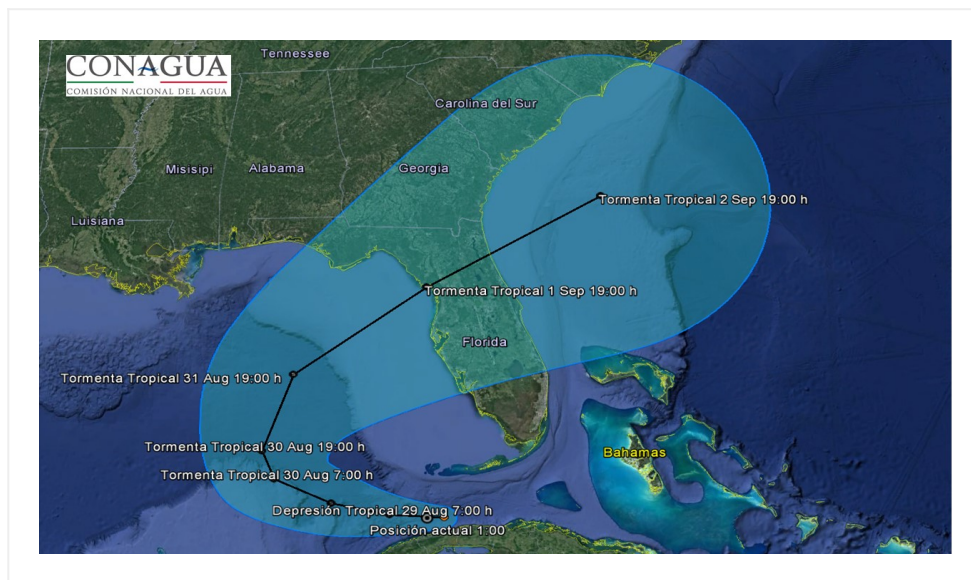 CONAGUA
COMISIÓN NACIONAL DEL AGUA
Tennessee
Carolina del Sur
Misisipi
Alabama
Georgia
Luisiana
Tormenta Tropical 2 Sep 19:00 h
Tormenta Tropical 1 Sep 19:00 h
Florida
Tormenta Tropical 31 Aug 19:00 h
Tormenta Tropical 30 Aug 19:00 h
Bahamas
Tormenta Tropical 30 Aug 7:00 h
Depresión Tropical 29 Aug 7:00 h
Posición actual 1:00